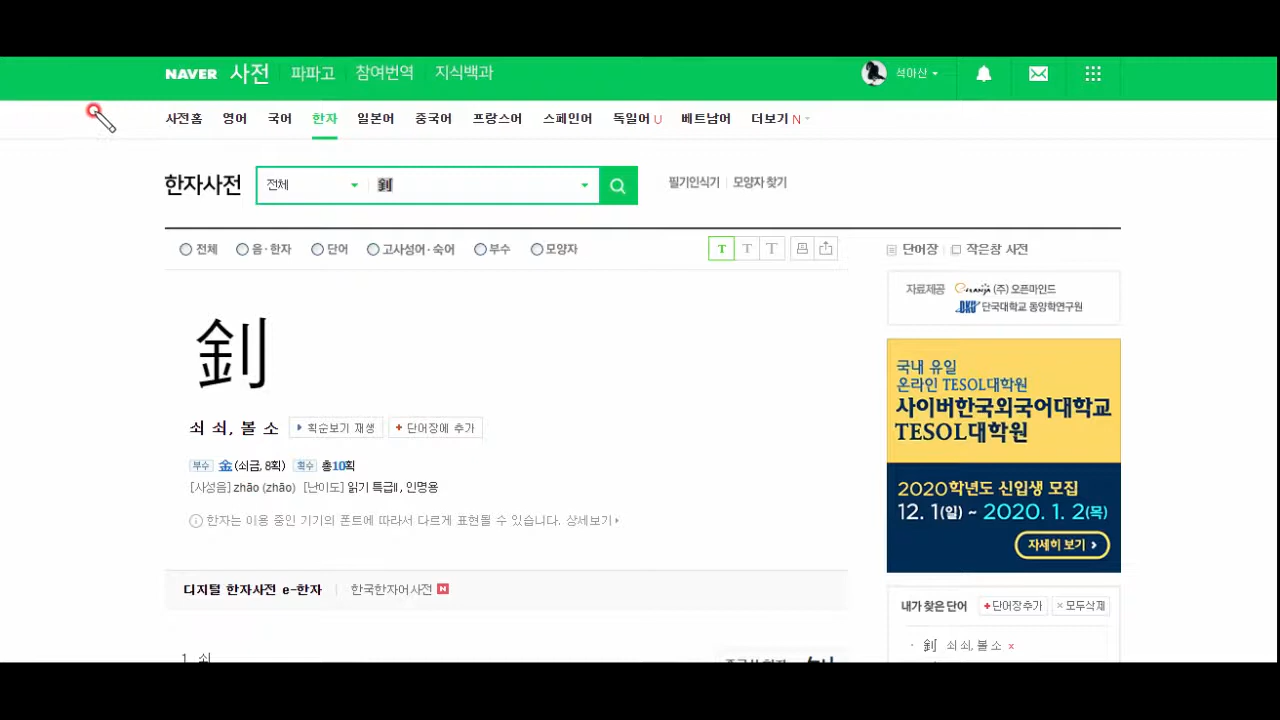 NAVER 사전 파파고 참여번역 지식백과 석아산
사전홈 영어 국어 한자 일본어 중국어 프랑스어 스페인어 독일어 U 베트남어 더보기 N
한자사전 전체 釗 필기인식기 모양자 찾기
전체 음·한자 단어 고사성어·숙어 부수 모양자 T T T 단어장 작은창 사전
자료제공 (주) 오픈마인드
DKU 단국대학교 동양학연구원
釗
국내 유일
온라인 TESOL대학원
사이버한국외국어대학교
TESOL대학원
쇠 쇠, 볼 소 획순보기 재생 + 단어장에 추가
부수 金 (쇠금, 8획) 획수 총10획
[사성음] zhāo (zhāo) [난이도] 읽기 특급II, 인명용
한자는 이용 중인 기기의 폰트에 따라서 다르게 표현될 수 있습니다. 상세보기
2020학년도 신입생 모집
12. 1(일) ~ 2020. 1. 2(목)
자세히 보기 >
디지털 한자사전 e-한자 한국한자어사전 N
내가 찾은 단어 +단어장추가 ×모두삭제
· 釗 쇠 쇠, 볼 소 x
1. 쇠